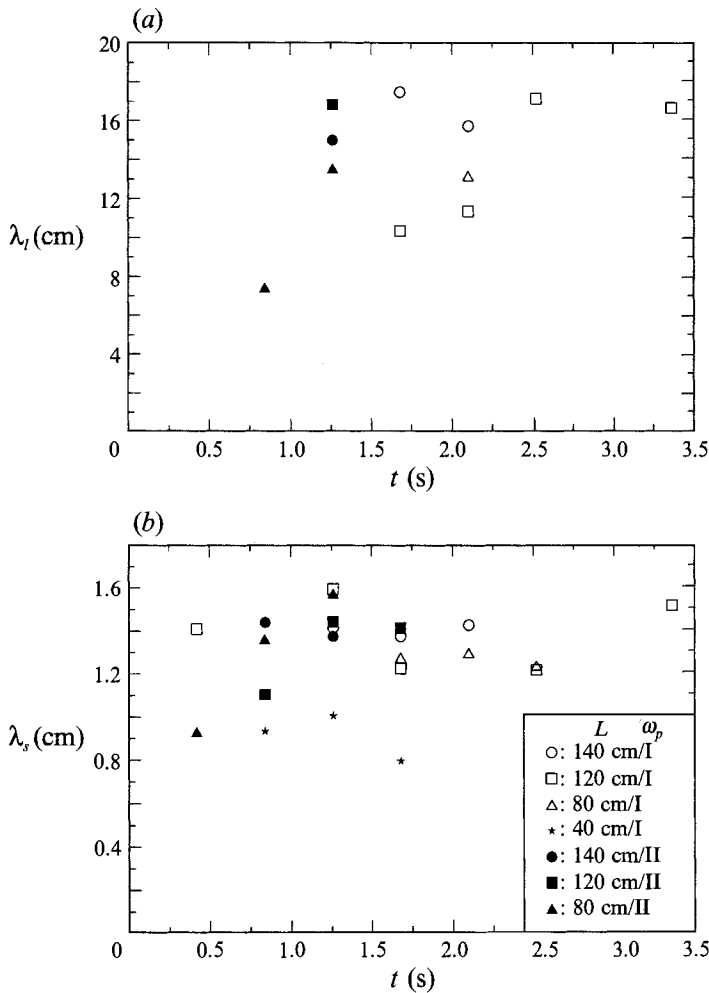 (a)
20
16
12
λl (cm)
8
4
0 0.5 1.0 1.5 2.0 2.5 3.0 3.5
t (s)
(b)
1.6
1.2
λs (cm)
0.8
0.4
L ωp
○: 140 cm/I
□: 120 cm/I
△: 80 cm/I
★: 40 cm/I
●: 140 cm/II
■: 120 cm/II
▲: 80 cm/II
0 0.5 1.0 1.5 2.0 2.5 3.0 3.5
t (s)